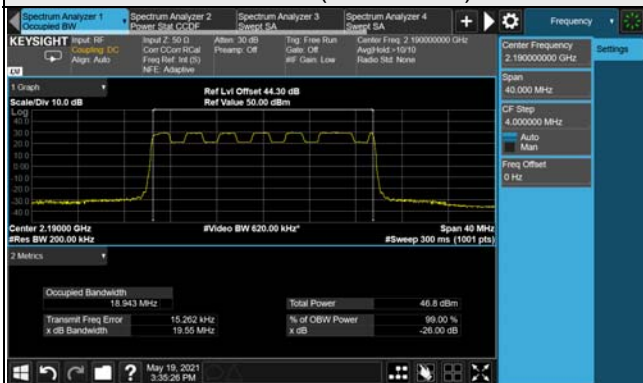 Spectrum Analyzer 1
Occupied BW
Spectrum Analyzer 2
Power Stat CCDF
Spectrum Analyzer 3
Swept SA
Spectrum Analyzer 4
Swept SA
+
Frequency
KEYSIGHT
Input: RF
Coupling: DC
Align: Auto
Input Z: 50 Ω
Corr CCorr RCal
Freq Ref: Int (S)
NFE: Adaptive
Atten: 30 dB
Preamp: Off
Trig: Free Run
Gate: Off
#IF Gain: Low
Center Freq: 2.190000000 GHz
Avg|Hold:>10/10
Radio Std: None
1 Graph
Scale/Div 10.0 dB
Ref Lvl Offset 44.30 dB
Ref Value 50.00 dBm
Log
40.0
30.0
20.0
10.0
0.00
-10.0
-20.0
-30.0
-40.0
Center 2.19000 GHz
#Res BW 200.00 kHz
#Video BW 620.00 kHz*
Span 40 MHz
#Sweep 300 ms (1001 pts)
2 Metrics
Occupied Bandwidth
18.943 MHz
Total Power 46.8 dBm
Transmit Freq Error 15.262 kHz
% of OBW Power 99.00 %
x dB Bandwidth 19.55 MHz
x dB -26.00 dB
Center Frequency
2.190000000 GHz
Settings
Span
40.000 MHz
CF Step
4.000000 MHz
Auto
Man
Freq Offset
0 Hz
?
May 19, 2021
3:35:26 PM